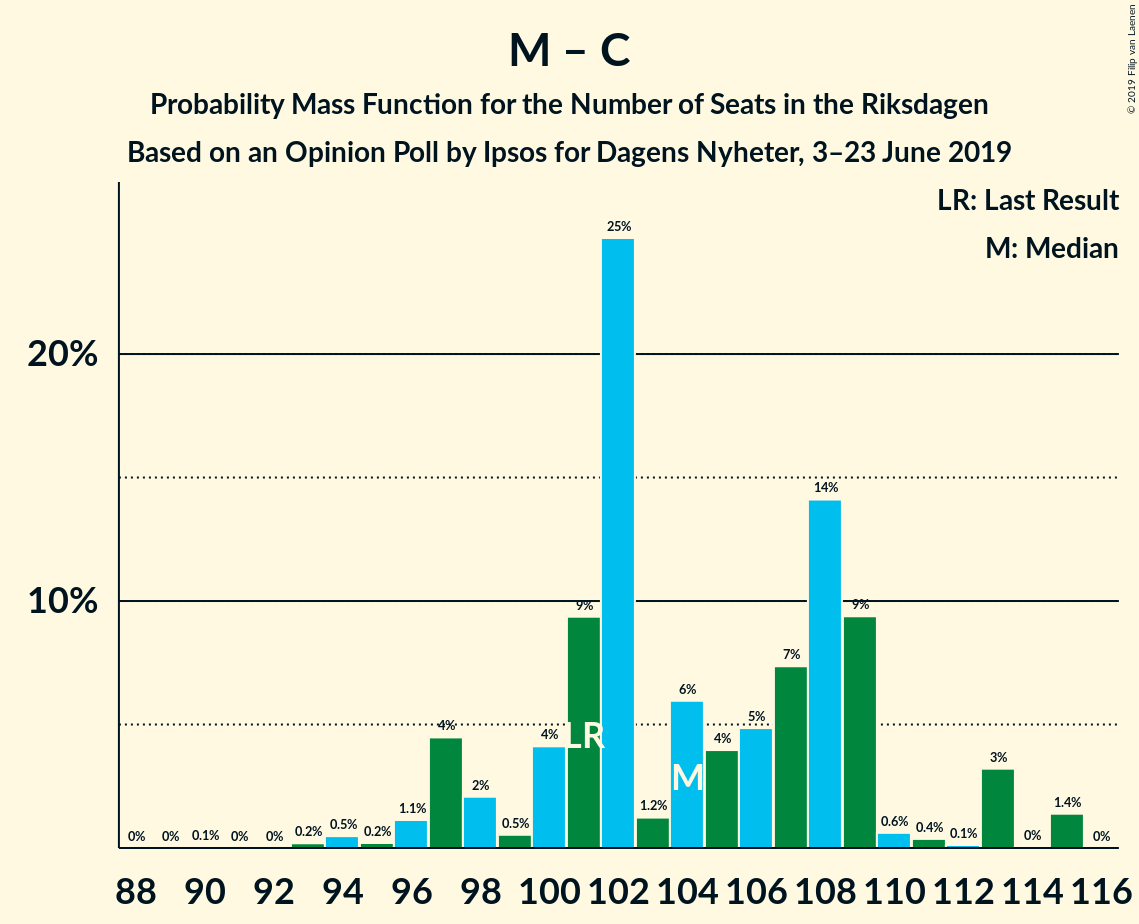 M – C
Probability Mass Function for the Number of Seats in the Riksdagen
Based on an Opinion Poll by Ipsos for Dagens Nyheter, 3–23 June 2019
© 2019 Filip van Laenen
LR: Last Result
M: Median
20%
10%
0% 0% 0.1% 0% 0% 0.2% 0.5% 0.2% 1.1% 4% 2% 0.5% 4% 9% 25% 1.2% 6% 4% 5% 7% 14% 9% 0.6% 0.4% 0.1% 3% 0% 1.4% 0%
LR
M
88 90 92 94 96 98 100 102 104 106 108 110 112 114 116